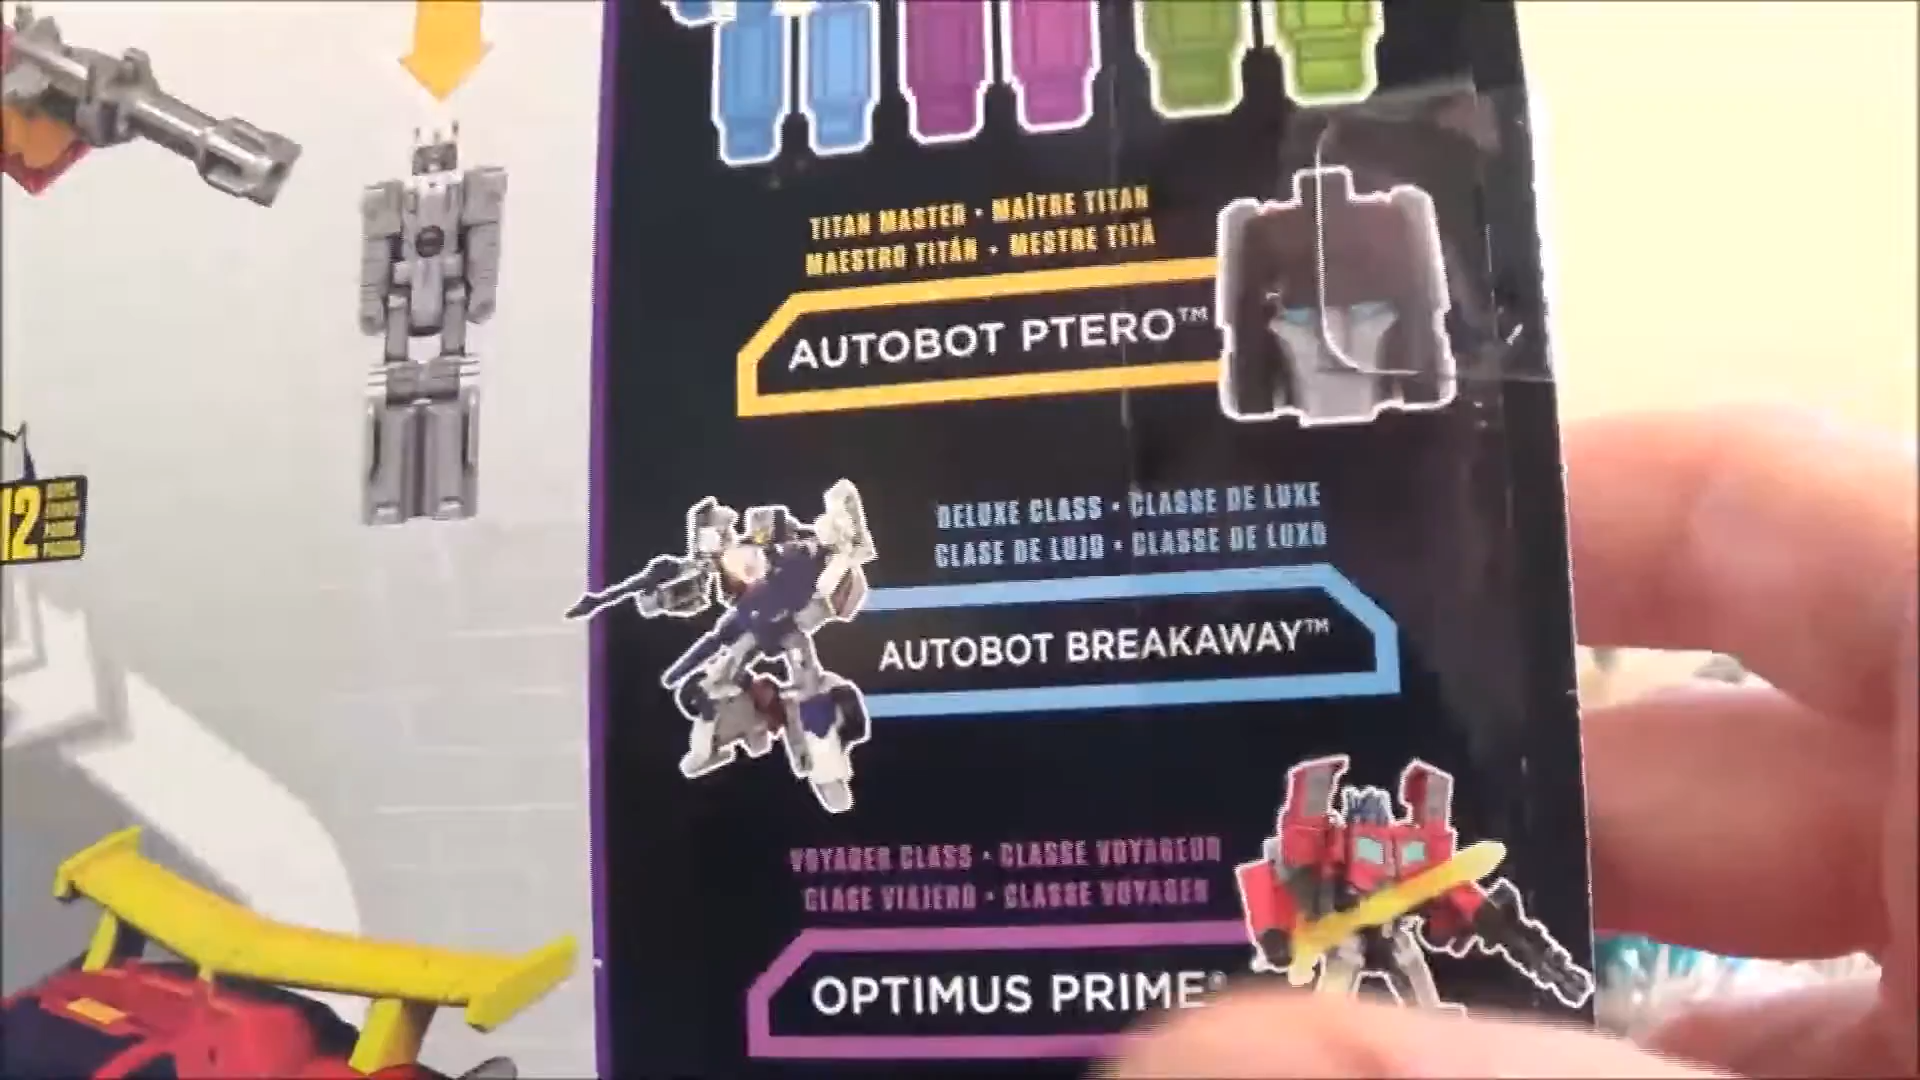 TITAN MASTER • MAÎTRE TITAN
MAESTRO TITÁN • MESTRE TITÃ
AUTOBOT PTERO™
DELUXE CLASS • CLASSE DE LUXE
CLASE DE LUJO • CLASSE DE LUXO
AUTOBOT BREAKAWAY™
VOYAGER CLASS • CLASSE VOYAGEUR
CLASE VIAJERO • CLASSE VOYAGER
OPTIMUS PRIME®
12